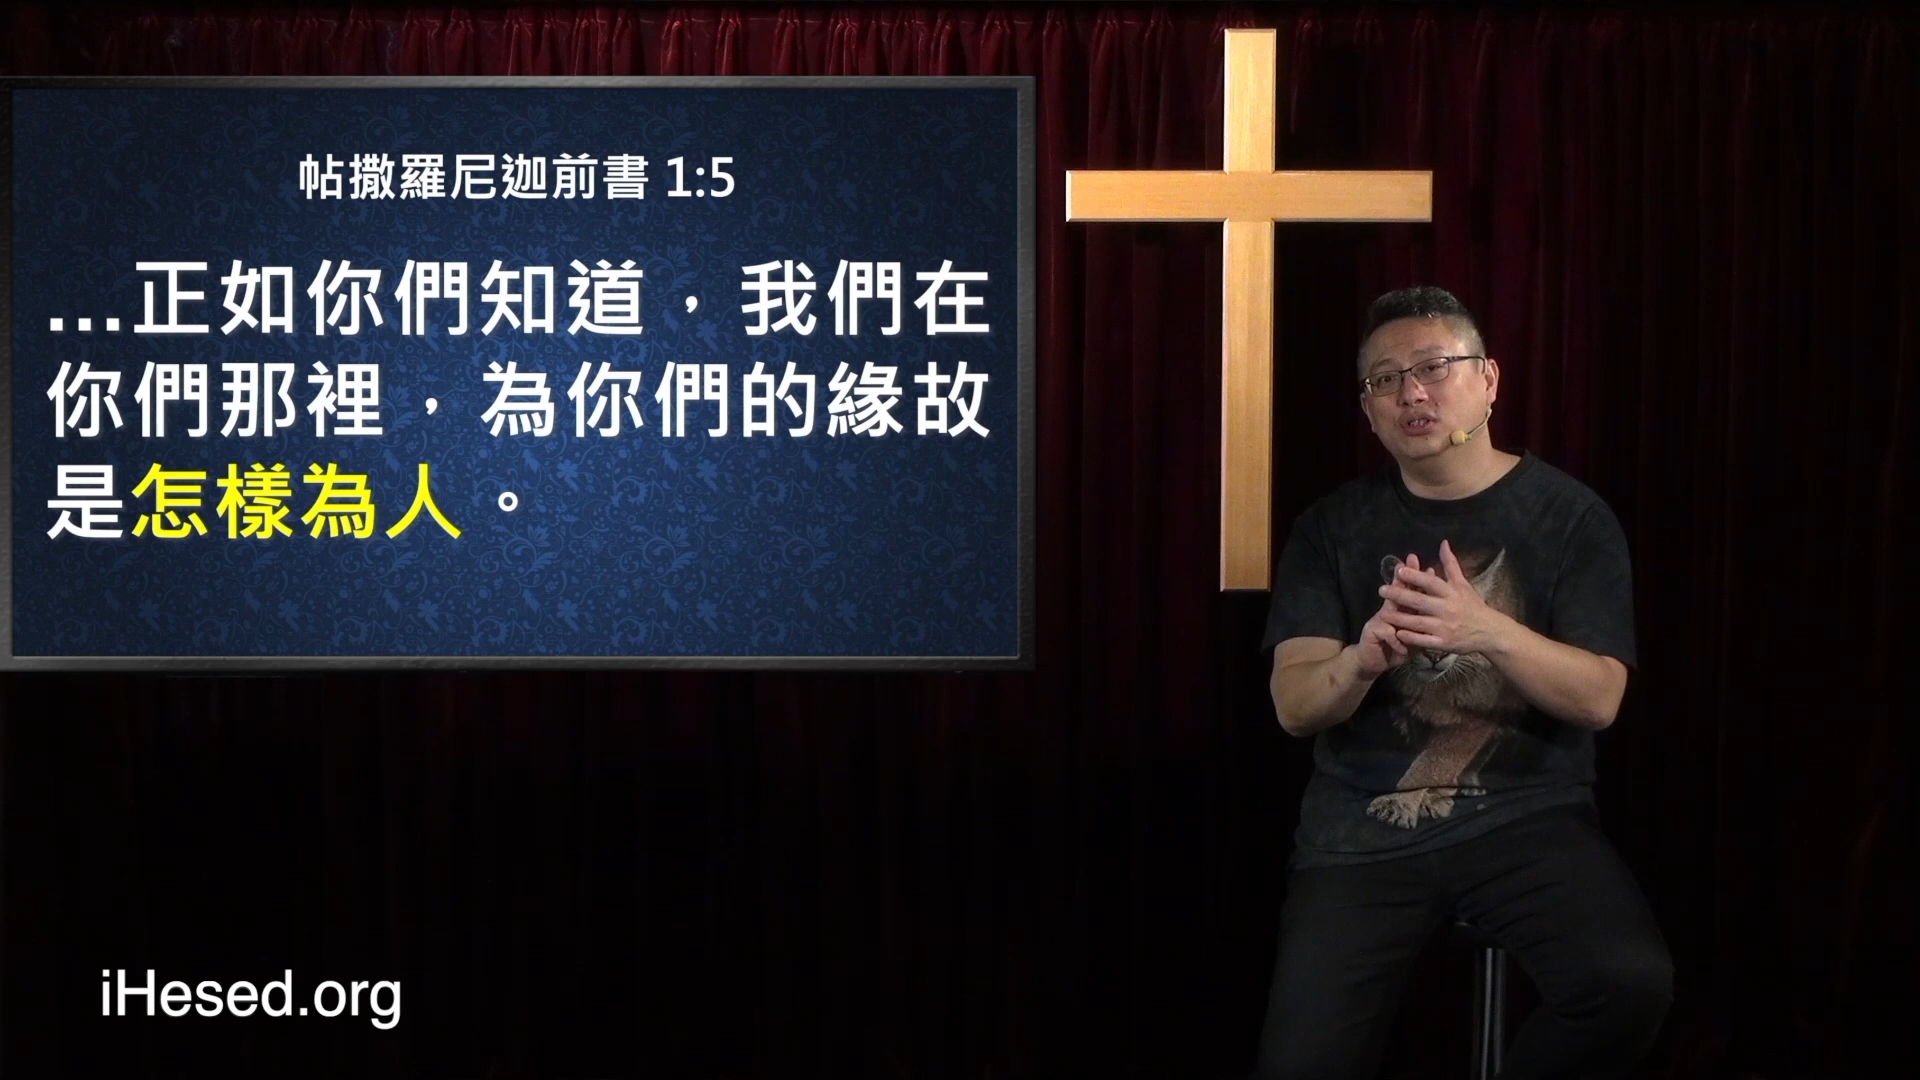 帖撒羅尼迦前書 1:5
...正如你們知道，我們在
你們那裡，為你們的緣故
是怎樣為人。
iHesed.org